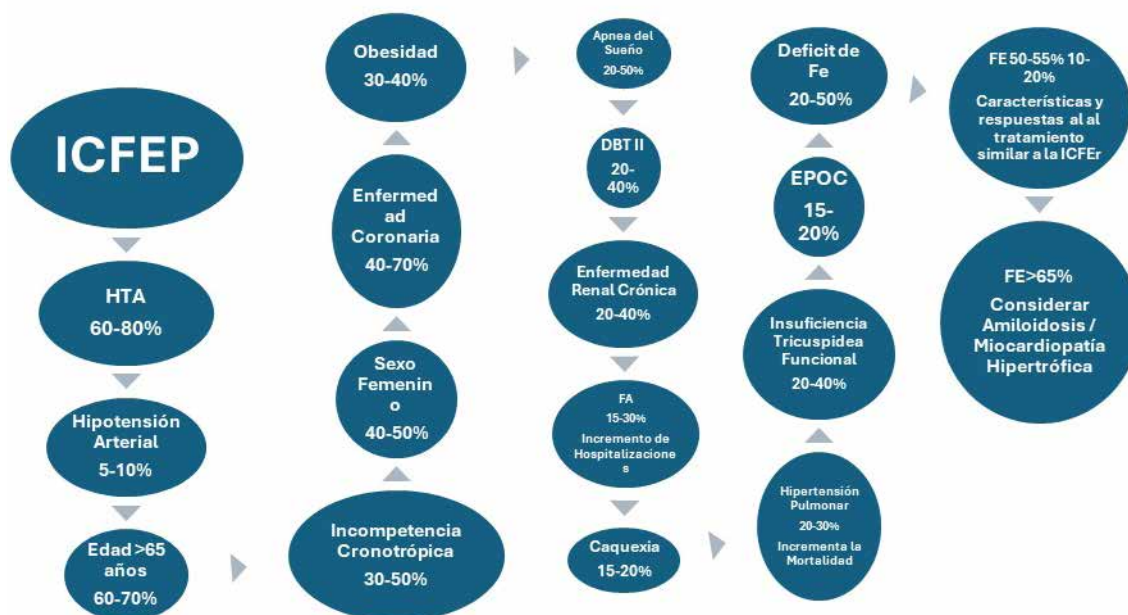 ICFEP
HTA
60-80%
Hipotensión
Arterial
5-10%
Edad >65
años
60-70%
Incompetencia
Cronotrópica
30-50%
Sexo
Femenin
o
40-50%
Enfermed
ad
Coronaria
40-70%
Obesidad
30-40%
Apnea del
Sueño
20-50%
DBT II
20-
40%
Enfermedad
Renal Crónica
20-40%
FA
15-30%
Incremento de
Hospitalizacione
s
Caquexia
15-20%
Hipertensión
Pulmonar
20-30%
Incrementa la
Mortalidad
Insuficiencia
Tricuspidea
Funcional
20-40%
EPOC
15-
20%
Deficit de
Fe
20-50%
FE 50-55% 10-
20%
Característícas y
respuestas al al
tratamiento
similar a la ICFEr
FE>65%
Considerar
Amiloidosis /
Miocardiopatía
Hipertrófica